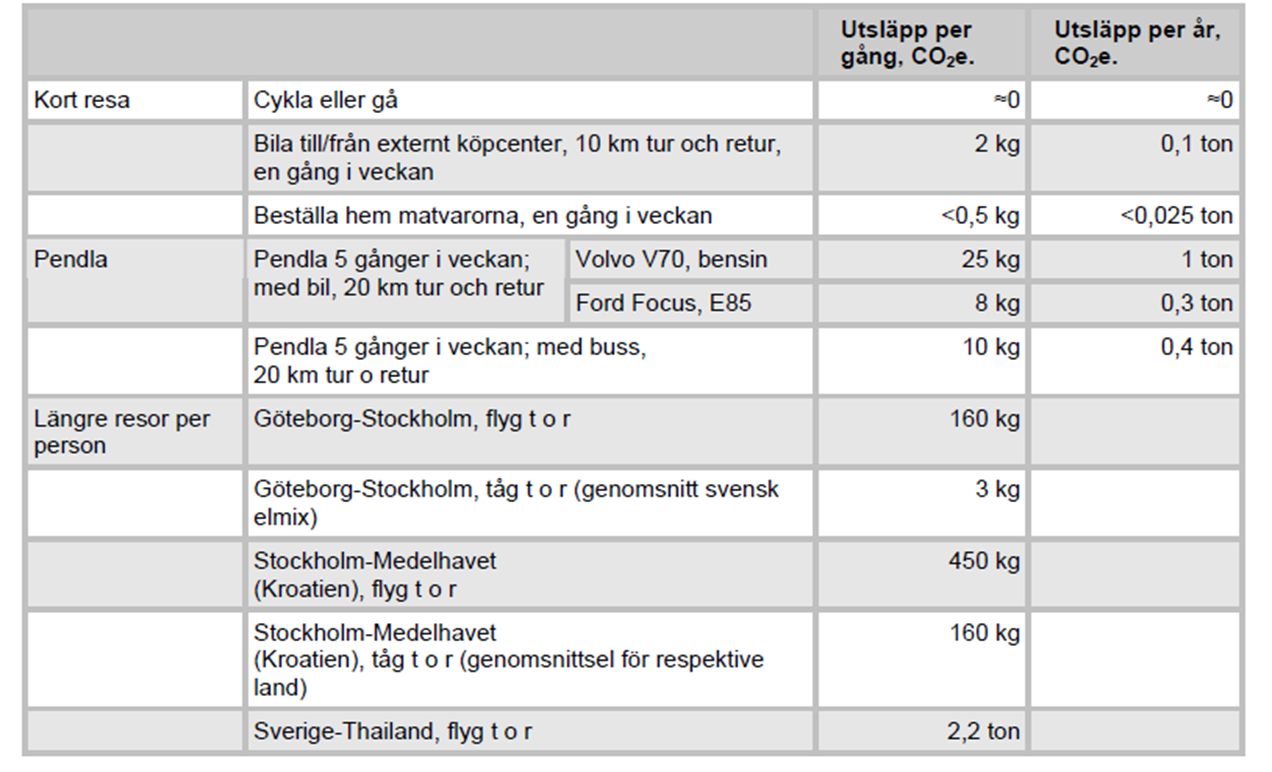 Utsläpp per
gång, CO₂e.
Utsläpp per år,
CO₂e.
Kort resa
Cykla eller gå
≈0
≈0
Bila till/från externt köpcenter, 10 km tur och retur,
en gång i veckan
2 kg
0,1 ton
Beställa hem matvarorna, en gång i veckan
<0,5 kg
<0,025 ton
Pendla
Pendla 5 gånger i veckan;
med bil, 20 km tur och retur
Volvo V70, bensin
25 kg
1 ton
Ford Focus, E85
8 kg
0,3 ton
Pendla 5 gånger i veckan; med buss,
20 km tur o retur
10 kg
0,4 ton
Längre resor per
person
Göteborg-Stockholm, flyg t o r
160 kg
Göteborg-Stockholm, tåg t o r (genomsnitt svensk
elmix)
3 kg
Stockholm-Medelhavet
(Kroatien), flyg t o r
450 kg
Stockholm-Medelhavet
(Kroatien), tåg t o r (genomsnittsel för respektive
land)
160 kg
Sverige-Thailand, flyg t o r
2,2 ton